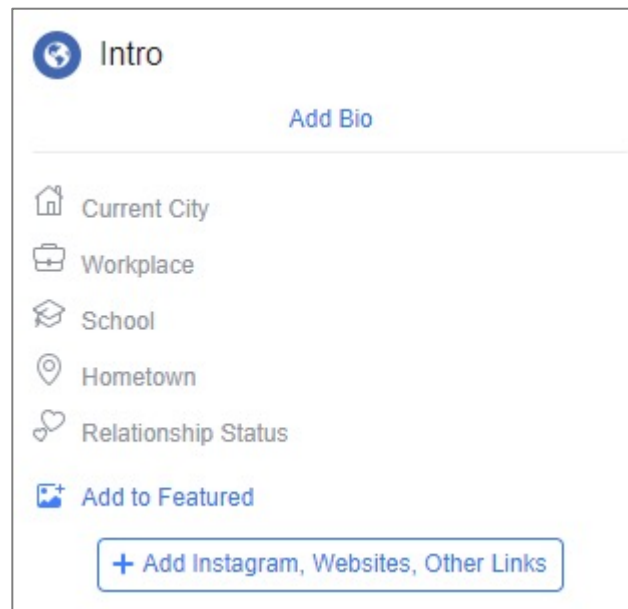 Intro
Add Bio
Current City
Workplace
School
Hometown
Relationship Status
Add to Featured
+ Add Instagram, Websites, Other Links